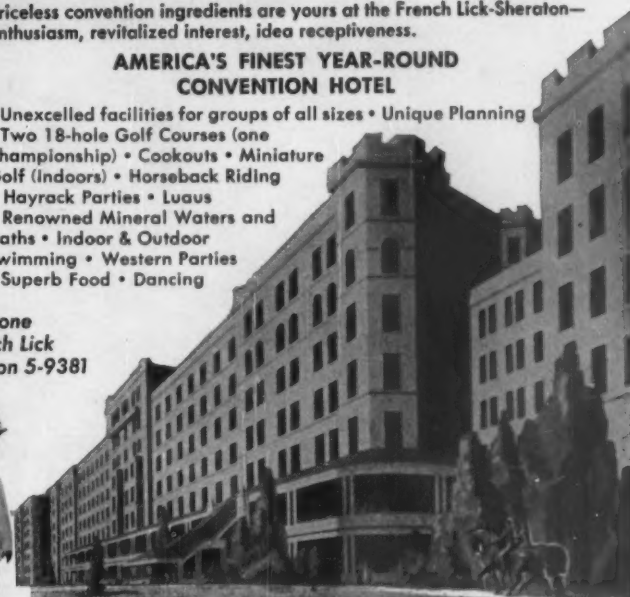 riceless convention ingredients are yours at the French Lick-Sheraton—
nthusiasm, revitalized interest, idea receptiveness.
AMERICA'S FINEST YEAR-ROUND
CONVENTION HOTEL
Unexcelled facilities for groups of all sizes • Unique Planning
Two 18-hole Golf Courses (one
hampionship) • Cookouts • Miniature
olf (Indoors) • Horseback Riding
Hayrack Parties • Luaus
Renowned Mineral Waters and
aths • Indoor & Outdoor
wimming • Western Parties
Superb Food • Dancing
one
ch Lick
on 5-9381